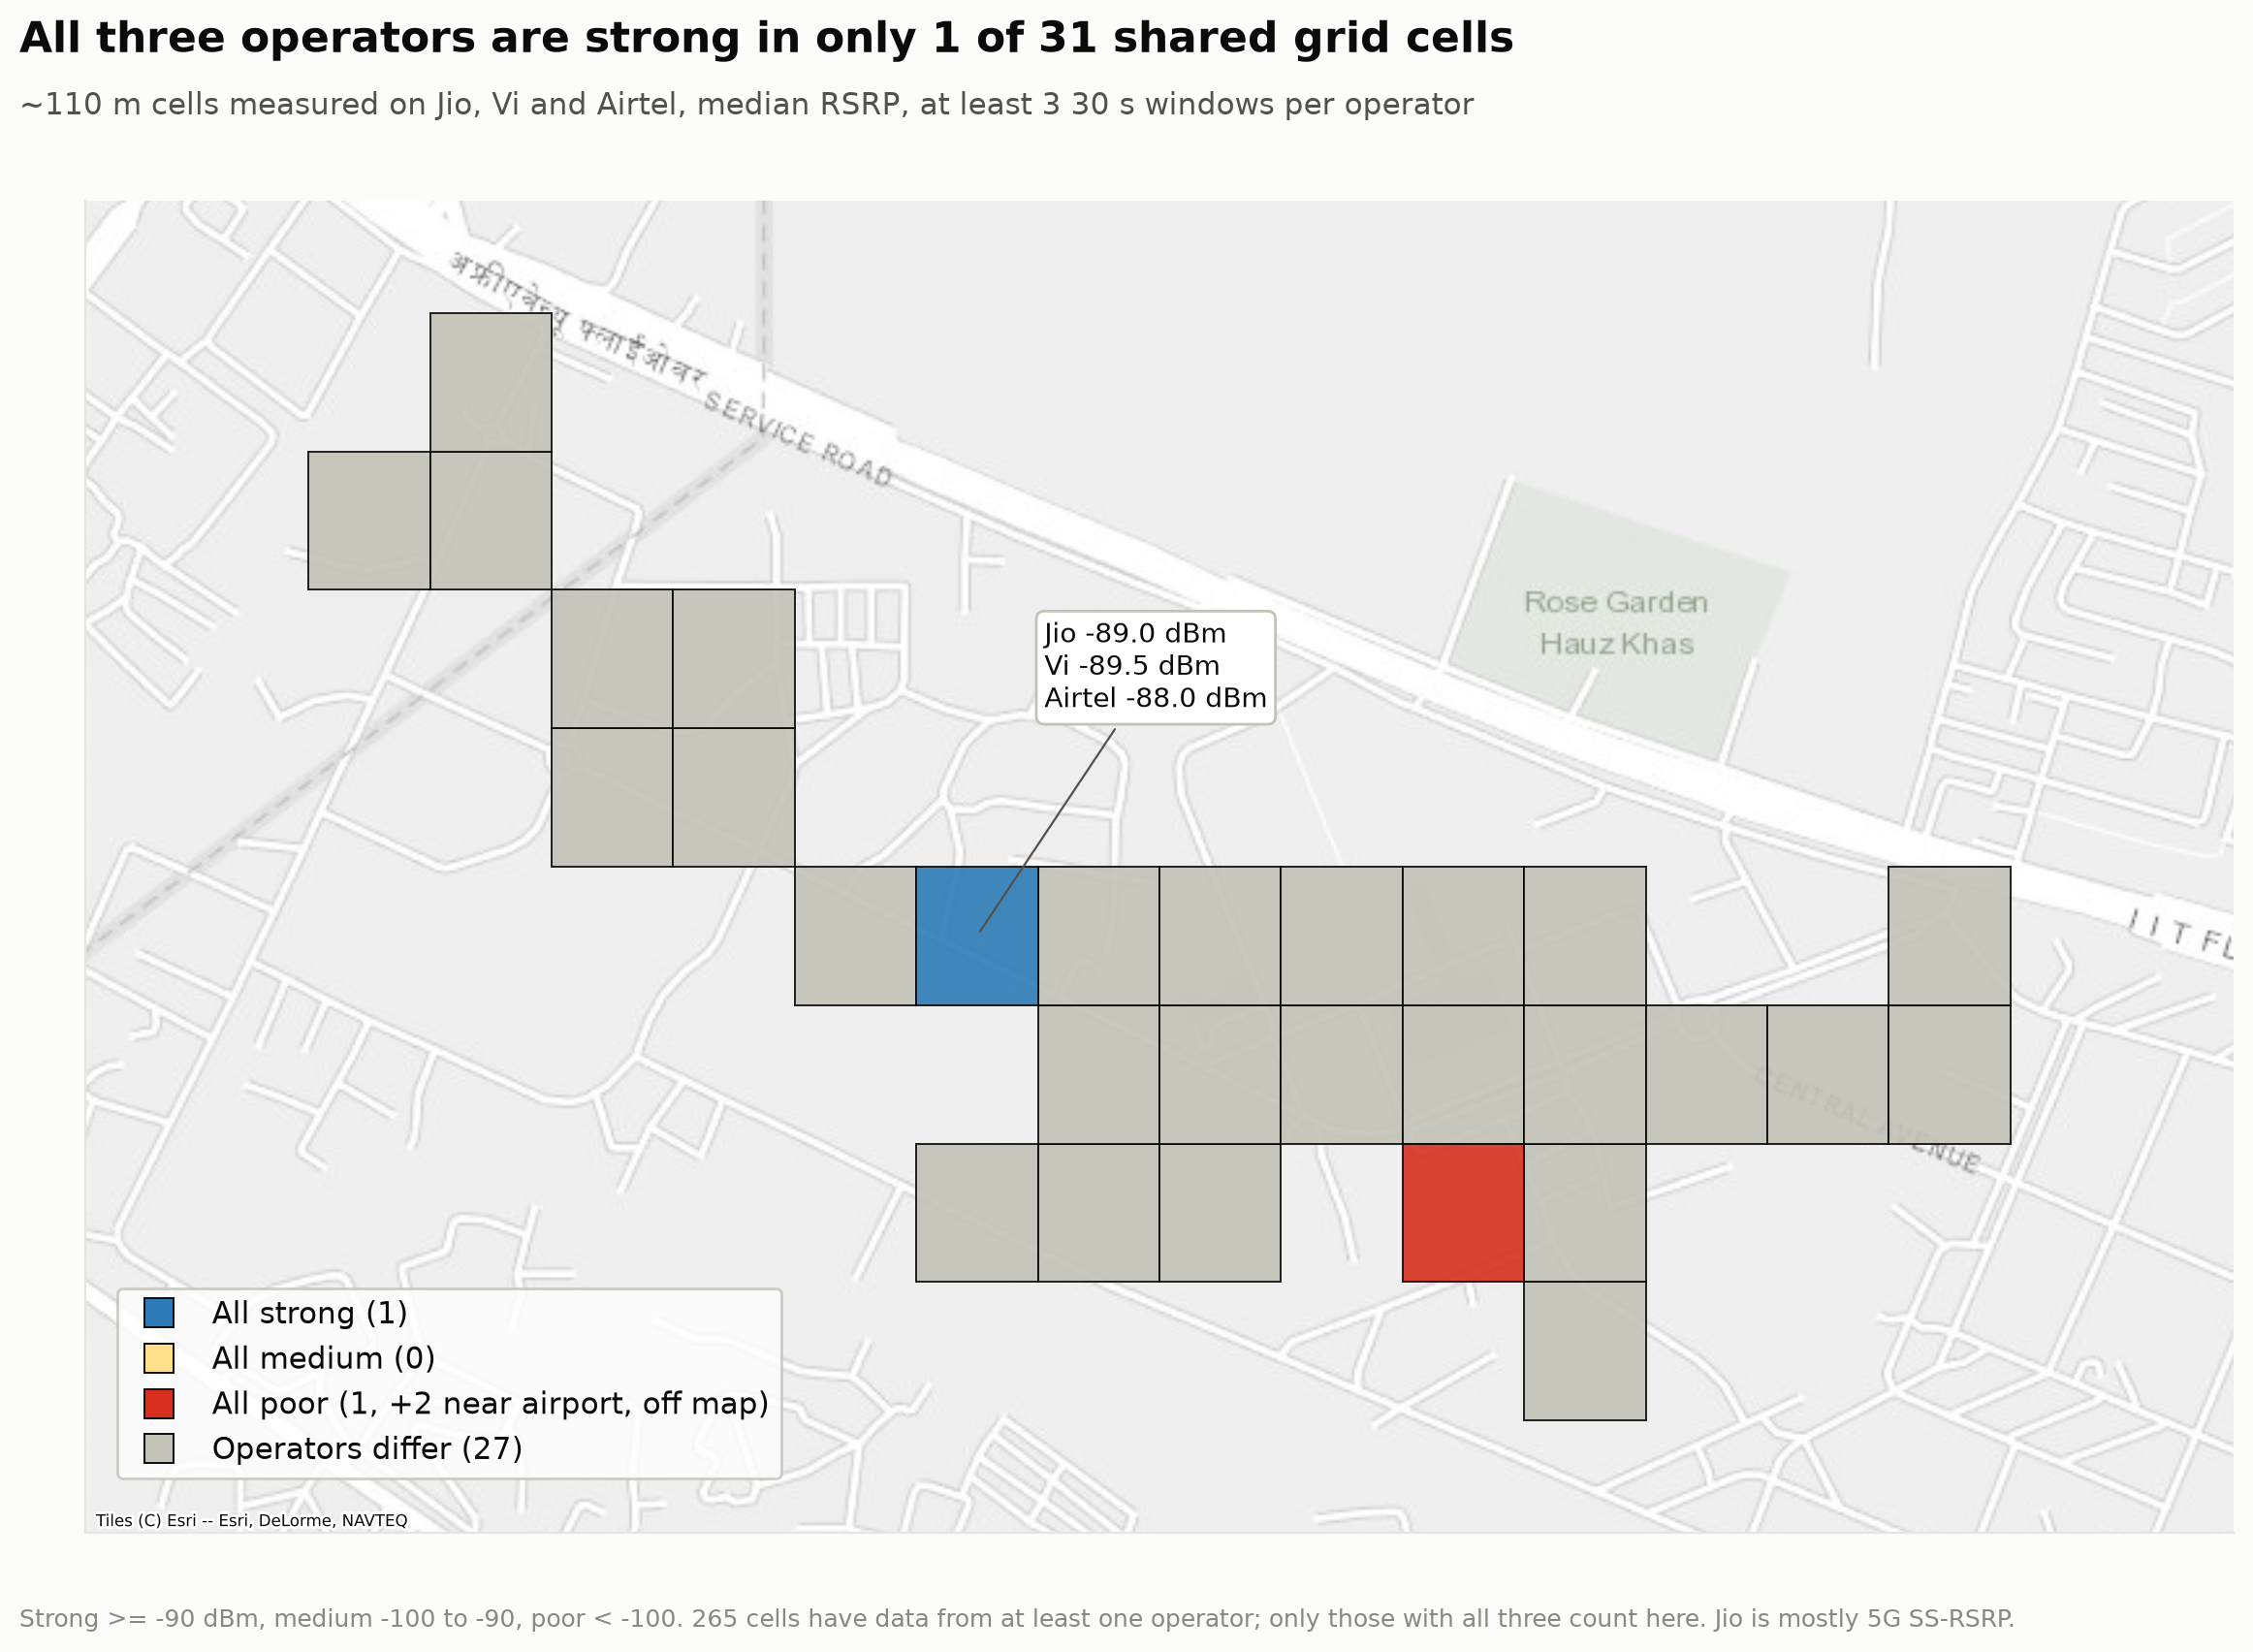 All three operators are strong in only 1 of 31 shared grid cells
~110 m cells measured on Jio, Vi and Airtel, median RSRP, at least 3 30 s windows per operator
SERVICE ROAD
Rose Garden
Hauz Khas
Jio -89.0 dBm
Vi -89.5 dBm
Airtel -88.0 dBm
I I T FL
CENTRAL AVENUE
All strong (1)
All medium (0)
All poor (1, +2 near airport, off map)
Operators differ (27)
Tiles (C) Esri -- Esri, DeLorme, NAVTEQ
Strong >= -90 dBm, medium -100 to -90, poor < -100. 265 cells have data from at least one operator; only those with all three count here. Jio is mostly 5G SS-RSRP.